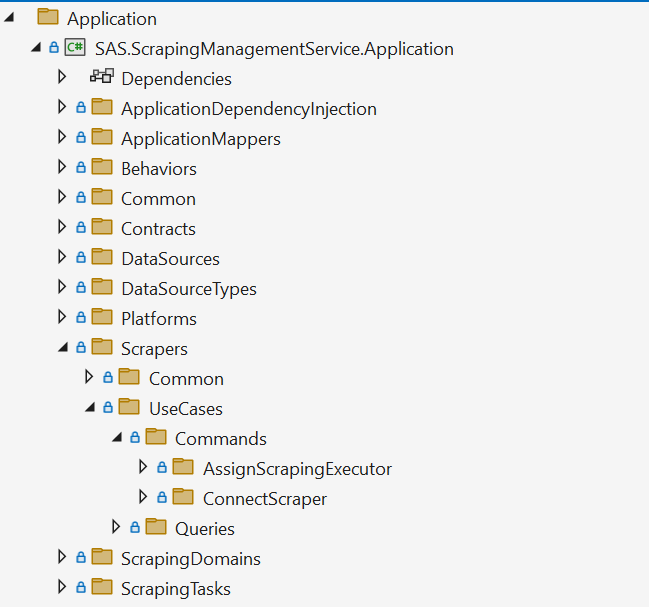 Application
C# SAS.ScrapingManagementService.Application
Dependencies
ApplicationDependencyInjection
ApplicationMappers
Behaviors
Common
Contracts
DataSources
DataSourceTypes
Platforms
Scrapers
Common
UseCases
Commands
AssignScrapingExecutor
ConnectScraper
Queries
ScrapingDomains
ScrapingTasks